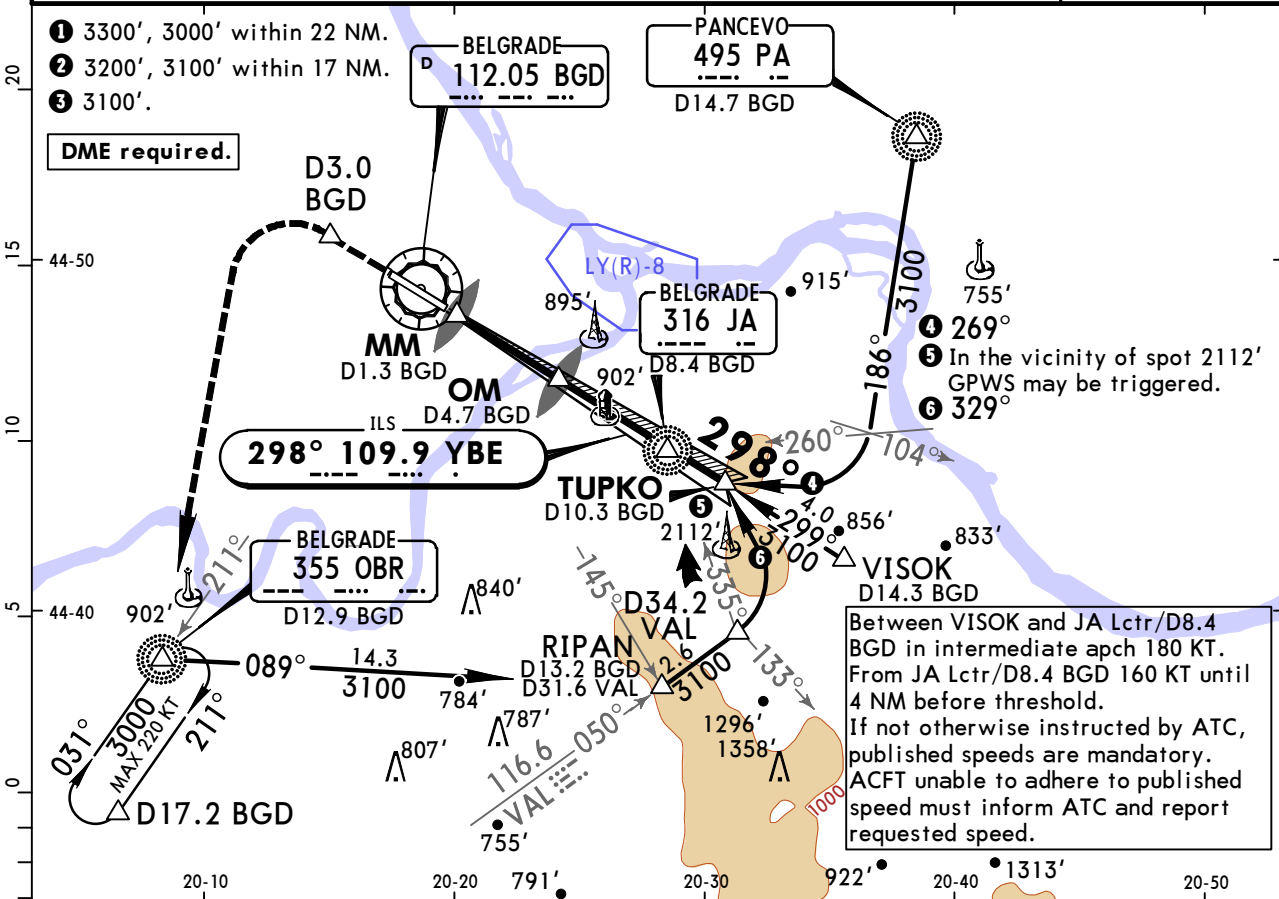 ❶ 3300', 3000' within 22 NM.
❷ 3200', 3100' within 17 NM.
❸ 3100'.
DME required.
BELGRADE
D 112.05 BGD
PANCEVO
495 PA
D14.7 BGD
D3.0
BGD
20
15
10
5
0
44-50
44-40
LY(R)-8
895'
BELGRADE
316 JA
D8.4 BGD
915'
755'
3100
186°
❹ 269°
❺ In the vicinity of spot 2112'
GPWS may be triggered.
❻ 329°
MM
D1.3 BGD
OM
D4.7 BGD
902'
ILS
298° 109.9 YBE
298°
260°
104°
TUPKO
D10.3 BGD
❹
❺
2112'
4.0
299°
3100
❻
856'
833'
VISOK
D14.3 BGD
211°
BELGRADE
355 OBR
D12.9 BGD
902'
840'
145°
335°
D34.2
VAL
RIPAN
D13.2 BGD
D31.6 VAL
2.6
3100
133°
089°
14.3
3100
784'
787'
807'
031°
3000
MAX 220 KT
211°
D17.2 BGD
116.6
VAL
050°
755'
791'
1296'
1358'
1000
922'
1313'
Between VISOK and JA Lctr/D8.4
BGD in intermediate apch 180 KT.
From JA Lctr/D8.4 BGD 160 KT until
4 NM before threshold.
If not otherwise instructed by ATC,
published speeds are mandatory.
ACFT unable to adhere to published
speed must inform ATC and report
requested speed.
20-10
20-20
20-30
20-40
20-50